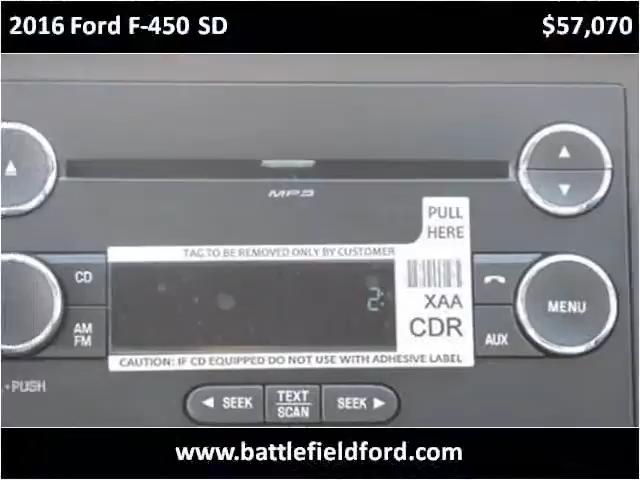 2016 Ford F-450 SD $57,070
MP3
PULL
HERE
TAG TO BE REMOVED ONLY BY CUSTOMER
CD
2:
XAA
CDR
MENU
AM
FM
AUX
CAUTION: IF CD EQUIPPED DO NOT USE WITH ADHESIVE LABEL
PUSH
SEEK
TEXT
SCAN
SEEK
www.battlefieldford.com